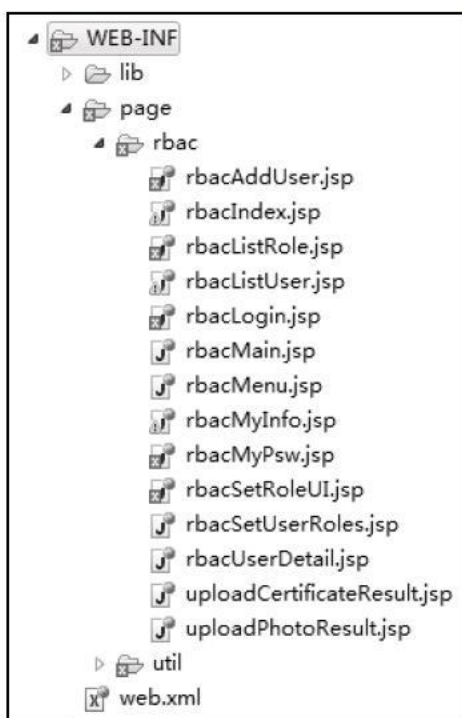 WEB-INF
lib
page
rbac
rbacAddUser.jsp
rbacIndex.jsp
rbacListRole.jsp
rbacListUser.jsp
rbacLogin.jsp
rbacMain.jsp
rbacMenu.jsp
rbacMyInfo.jsp
rbacMyPsw.jsp
rbacSetRoleUI.jsp
rbacSetUserRoles.jsp
rbacUserDetail.jsp
uploadCertificateResult.jsp
uploadPhotoResult.jsp
util
web.xml